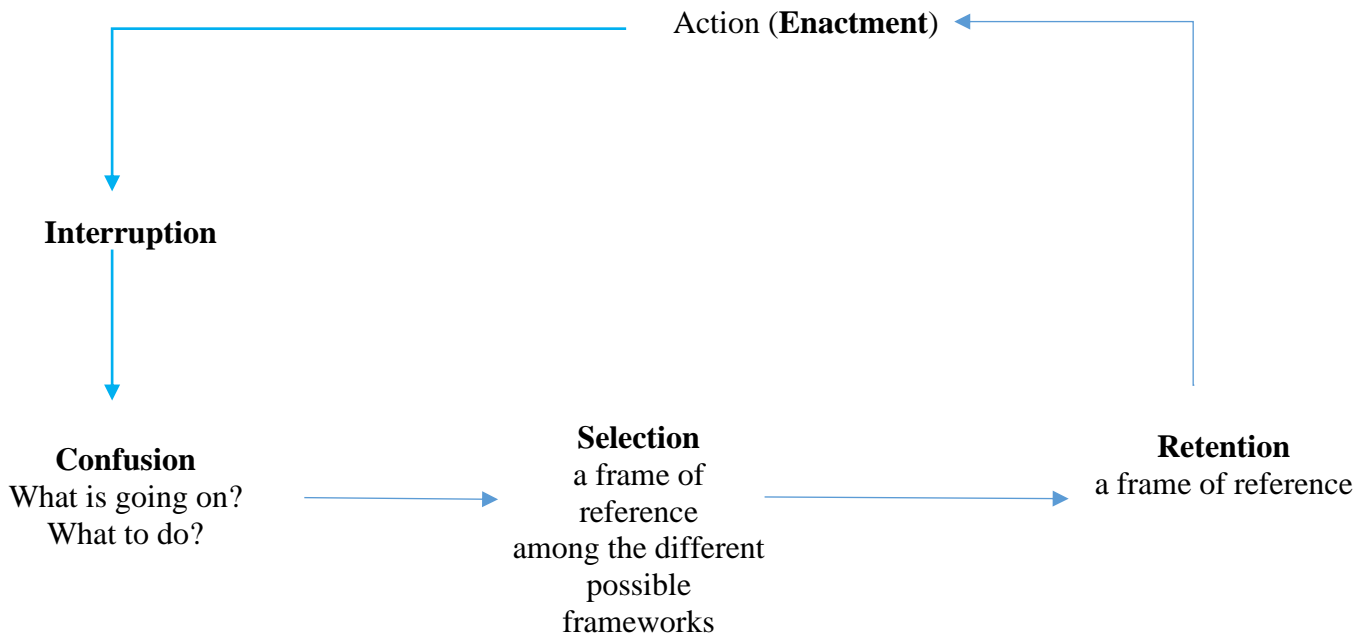 Action (Enactment)
Interruption
Confusion
What is going on?
What to do?
Selection
a frame of
reference
among the different
possible
frameworks
Retention
a frame of reference